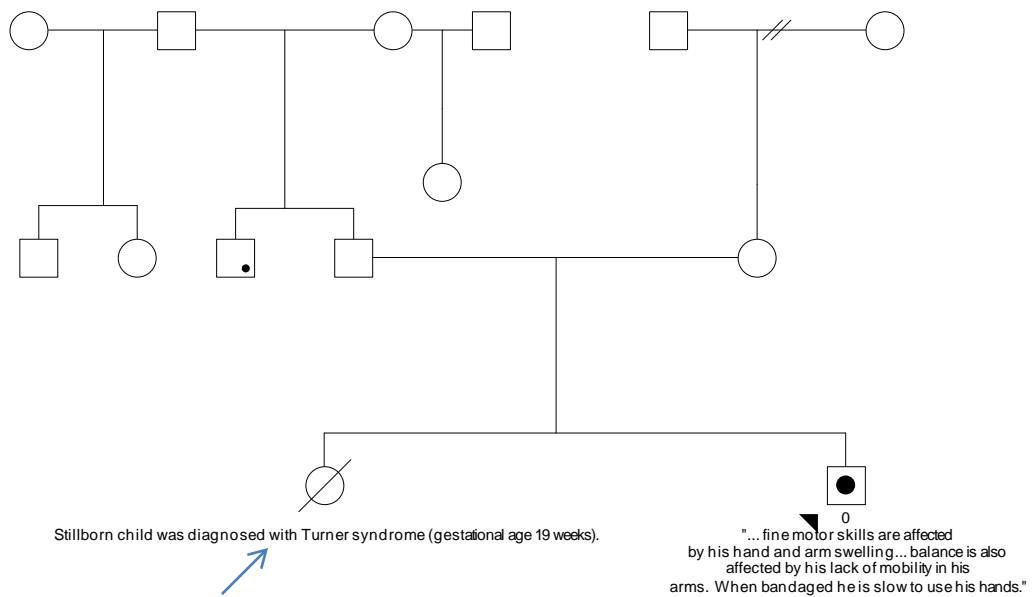 Stillborn child was diagnosed with Turner syndrome (gestational age 19 weeks).
0
"... fine motor skills are affected
by his hand and arm swelling... balance is also
affected by his lack of mobility in his
arms. When bandaged he is slow to use his hands."